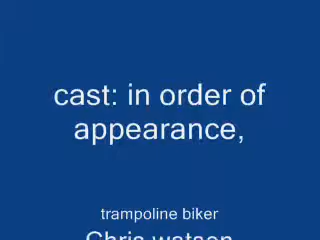 cast: in order of
appearance,
trampoline biker
Chris watson